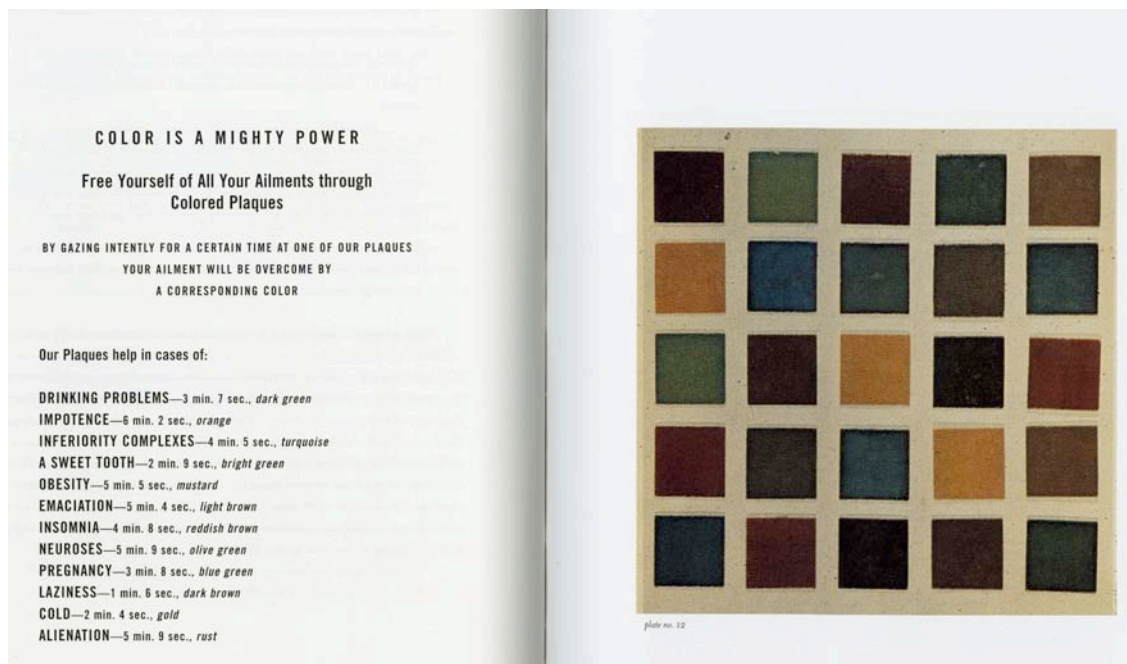 COLOR IS A MIGHTY POWER
Free Yourself of All Your Ailments through
Colored Plaques
BY GAZING INTENTLY FOR A CERTAIN TIME AT ONE OF OUR PLAQUES
YOUR AILMENT WILL BE OVERCOME BY
A CORRESPONDING COLOR
Our Plaques help in cases of:
DRINKING PROBLEMS—3 min. 7 sec., dark green
IMPOTENCE—6 min. 2 sec., orange
INFERIORITY COMPLEXES—4 min. 5 sec., turquoise
A SWEET TOOTH—2 min. 9 sec., bright green
OBESITY—5 min. 5 sec., mustard
EMACIATION—5 min. 4 sec., light brown
INSOMNIA—4 min. 8 sec., reddish brown
NEUROSES—5 min. 9 sec., olive green
PREGNANCY—3 min. 8 sec., blue green
LAZINESS—1 min. 6 sec., dark brown
COLD—2 min. 4 sec., gold
ALIENATION—5 min. 9 sec., rust
plate no. 12